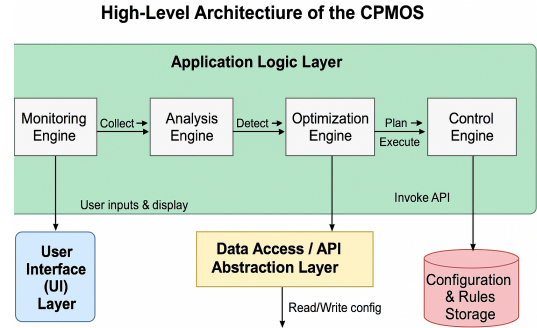 High-Level Architectiure of the CPMOS
Application Logic Layer
Monitoring
Engine
Collect →
Analysis
Engine
Detect →
Optimization
Engine
Plan →
Execute
Control
Engine
User inputs & display
Invoke API
User
Interface
(UI)
Layer
Data Access / API
Abstraction Layer
Configuration
& Rules
Storage
Read/Write config